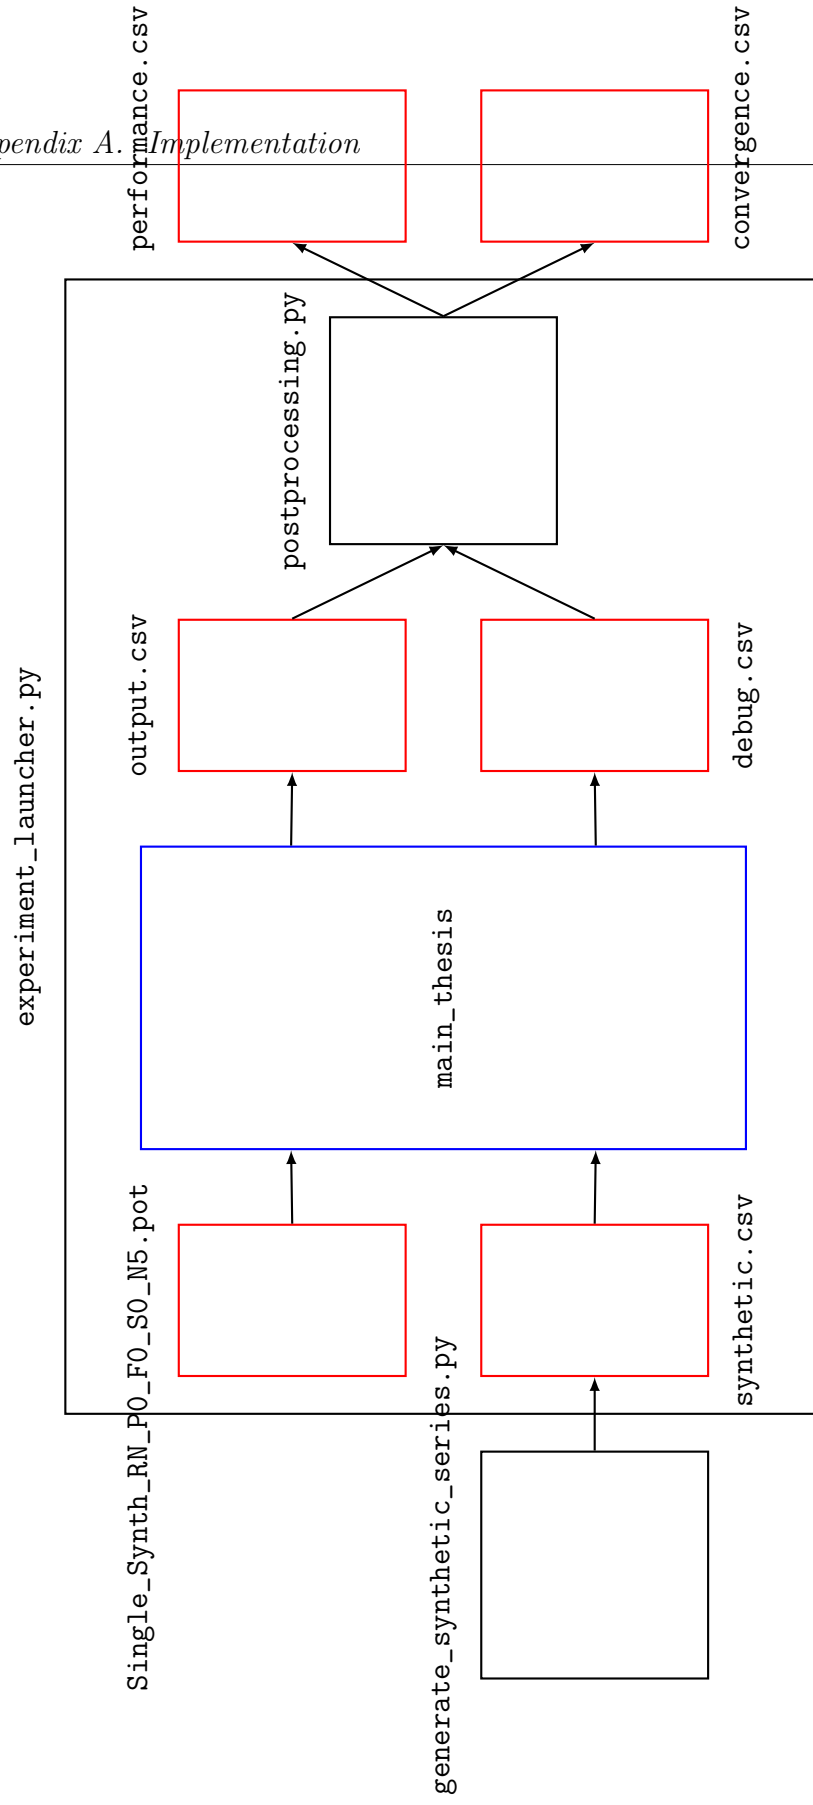 pendix A. Implementation
experiment_launcher.py
Single_Synth_RN_P0_F0_S0_N5.pot
generate_synthetic_series.py
synthetic.csv
main_thesis
output.csv
debug.csv
postprocessing.py
performance.csv
convergence.csv